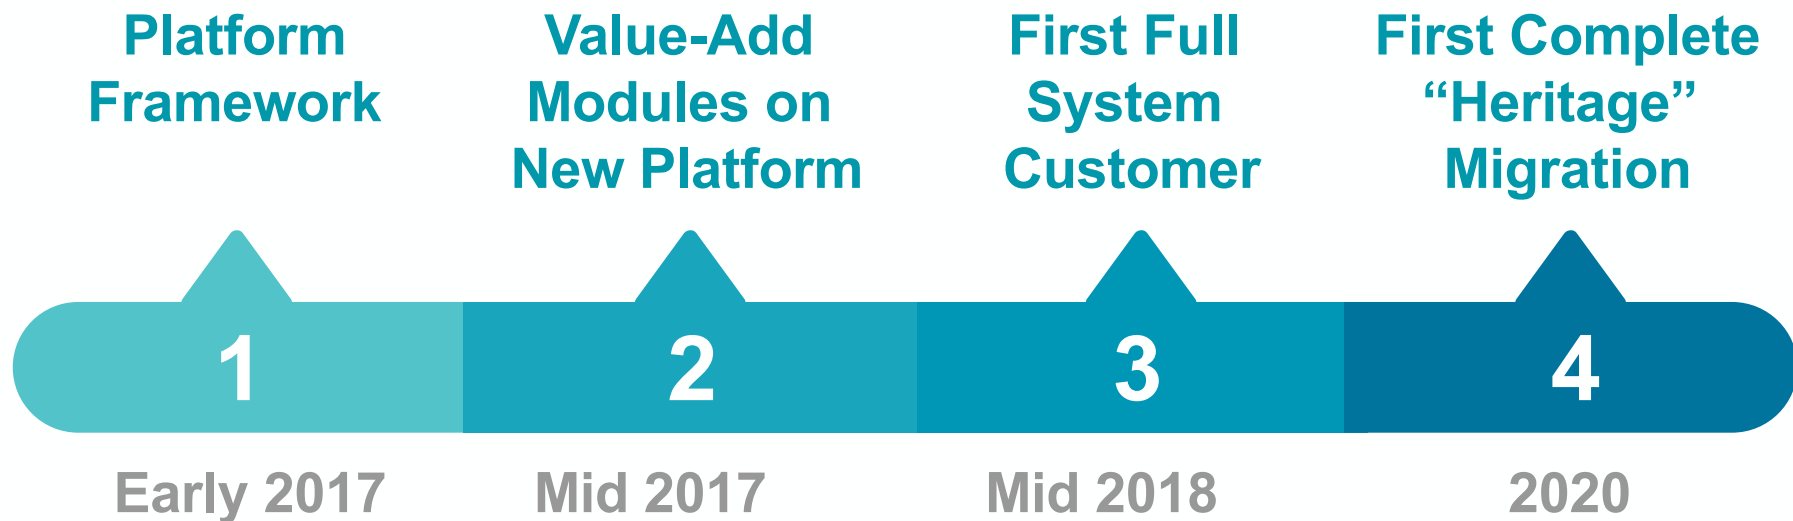 Platform
Framework
Value-Add
Modules on
New Platform
First Full
System
Customer
First Complete
“Heritage”
Migration
1
2
3
4
Early 2017
Mid 2017
Mid 2018
2020